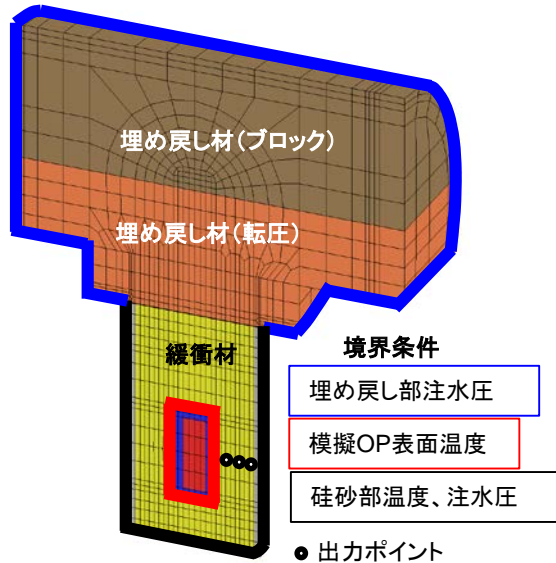 埋め戻し材(ブロック)
埋め戻し材(転圧)
緩衝材
境界条件
埋め戻し部注水圧
模擬OP表面温度
硅砂部温度、注水圧
出力ポイント